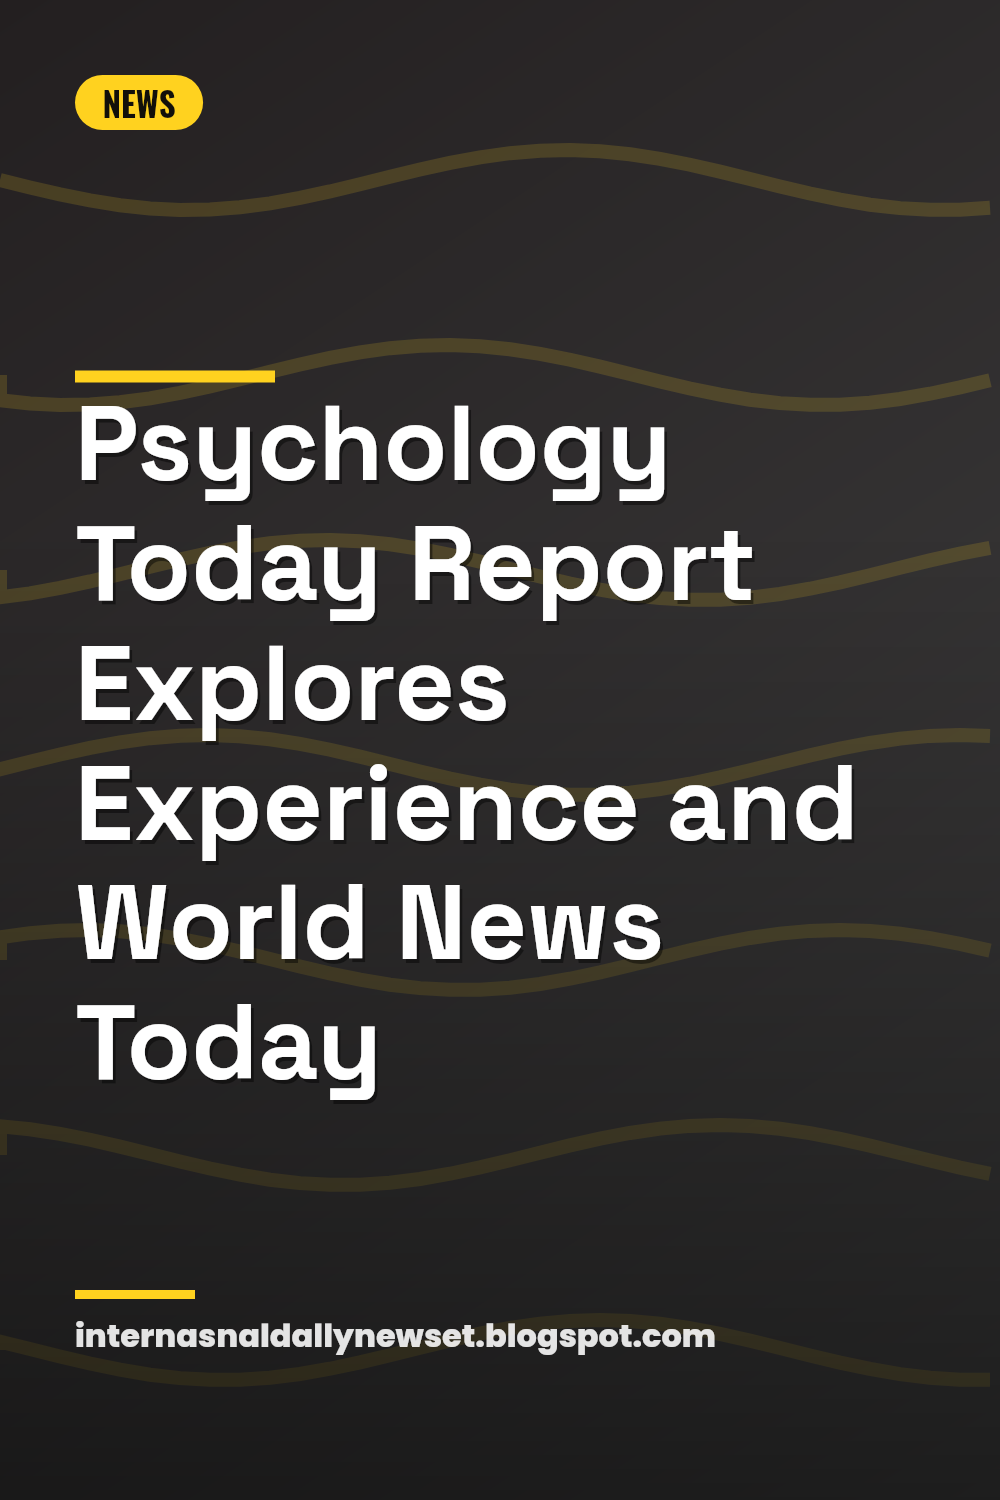 NEWS
Psychology
Today Report
Explores
Experience and
World News
Today
internasnaldallynewset.blogspot.com